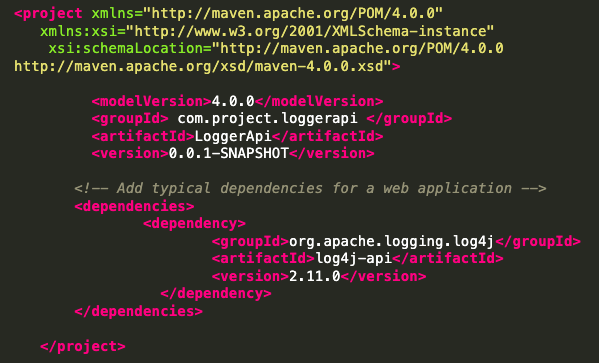 <project xmlns="http://maven.apache.org/POM/4.0.0"
xmlns:xsi="http://www.w3.org/2001/XMLSchema-instance"
xsi:schemaLocation="http://maven.apache.org/POM/4.0.0
http://maven.apache.org/xsd/maven-4.0.0.xsd">
<modelVersion>4.0.0</modelVersion>
<groupId> com.project.loggerapi </groupId>
<artifactId>LoggerApi</artifactId>
<version>0.0.1-SNAPSHOT</version>
<!-- Add typical dependencies for a web application -->
<dependencies>
<dependency>
<groupId>org.apache.logging.log4j</groupId>
<artifactId>log4j-api</artifactId>
<version>2.11.0</version>
</dependency>
</dependencies>
</project>